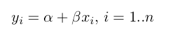 yᵢ = α + βxᵢ, i = 1..n